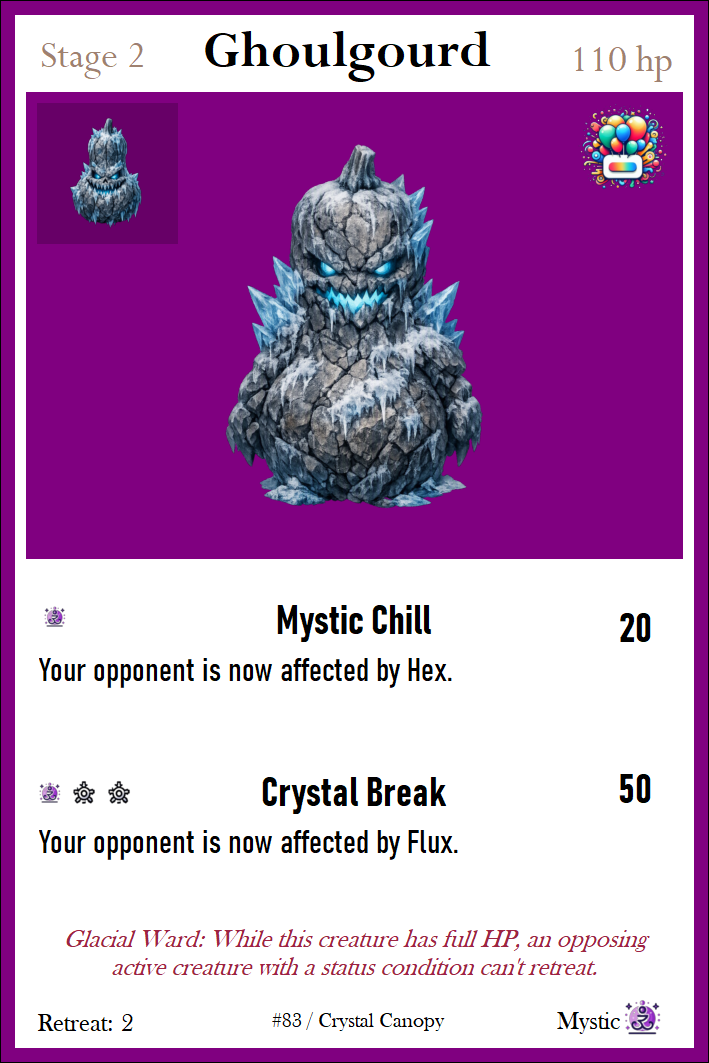 Stage 2
Ghoulgourd
110 hp
Mystic Chill
20
Your opponent is now affected by Hex.
Crystal Break
50
Your opponent is now affected by Flux.
Glacial Ward: While this creature has full HP, an opposing
active creature with a status condition can't retreat.
Retreat: 2
#83 / Crystal Canopy
Mystic